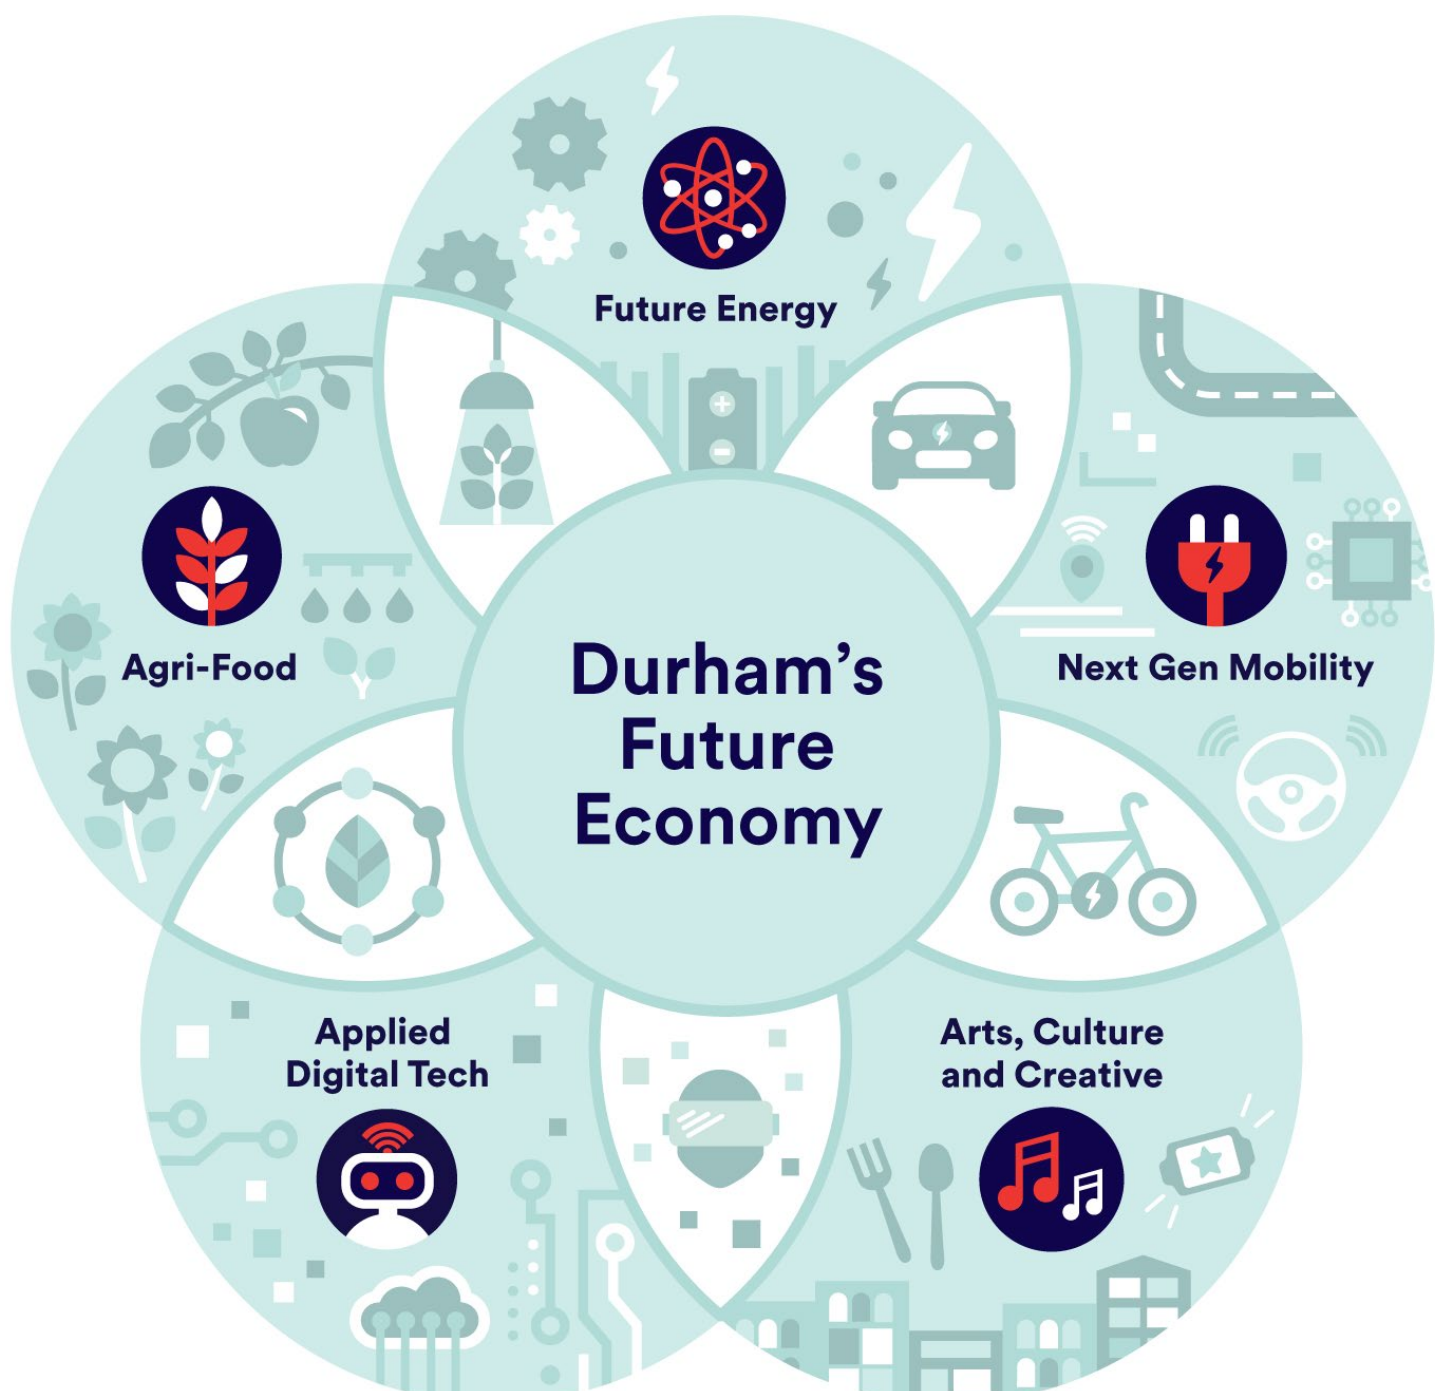 Future Energy
Agri-Food
Next Gen Mobility
Durham’s
Future
Economy
Applied
Digital Tech
Arts, Culture
and Creative